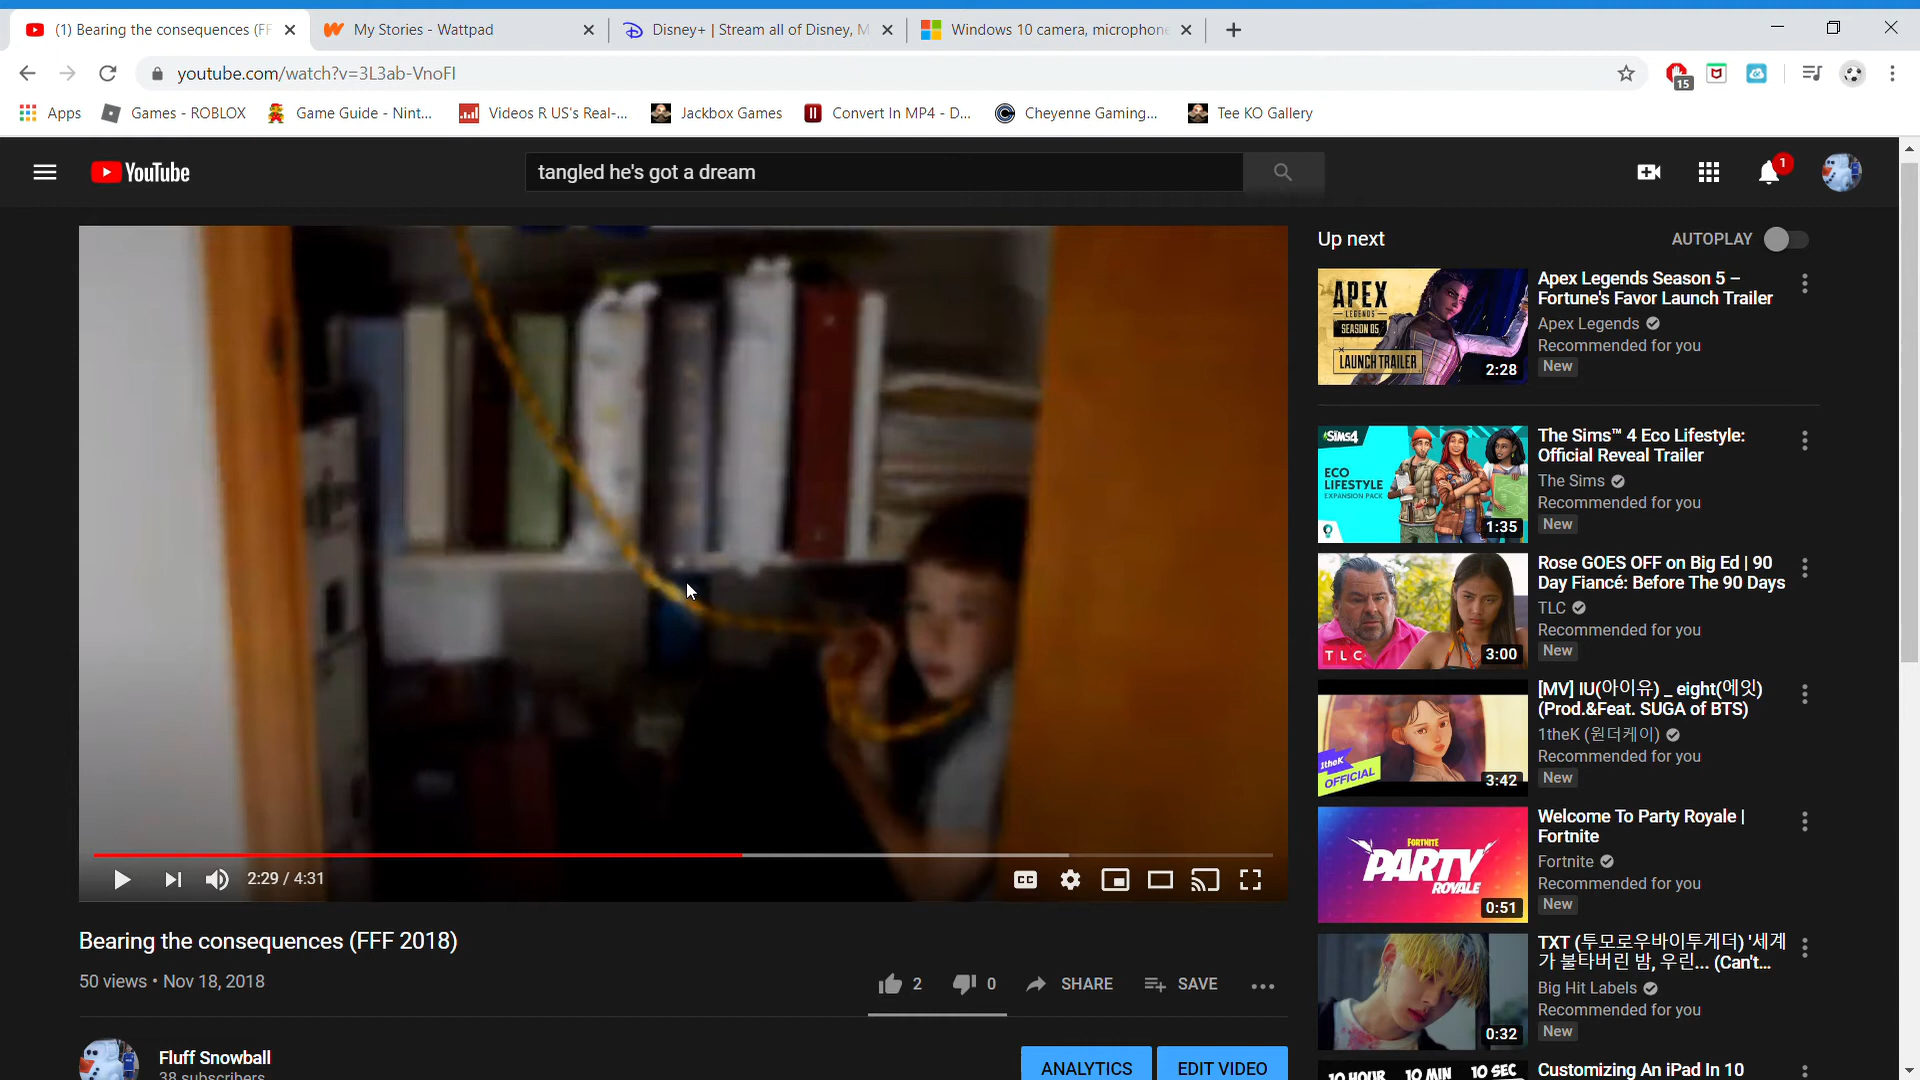 (1) Bearing the consequences (FF
My Stories - Wattpad
Disney+ | Stream all of Disney, M
Windows 10 camera, microphone
youtube.com/watch?v=3L3ab-VnoFI
15
Apps
Games - ROBLOX
Game Guide - Nint...
Videos R US's Real-...
Jackbox Games
Convert In MP4 - D...
Cheyenne Gaming...
Tee KO Gallery
YouTube
tangled he's got a dream
1
Up next
AUTOPLAY
APEX
LEGENDS
SEASON 05
LAUNCH TRAILER
2:28
Apex Legends Season 5 –
Fortune's Favor Launch Trailer
Apex Legends
Recommended for you
New
SIMS4
ECO
LIFESTYLE
EXPANSION PACK
1:35
The Sims™ 4 Eco Lifestyle:
Official Reveal Trailer
The Sims
Recommended for you
New
TLC
3:00
Rose GOES OFF on Big Ed | 90
Day Fiancé: Before The 90 Days
TLC
Recommended for you
New
1theK
OFFICIAL
3:42
[MV] IU(아이유) _ eight(에잇)
(Prod.&Feat. SUGA of BTS)
1theK (원더케이)
Recommended for you
New
FORTNITE
PARTY
ROYALE
0:51
Welcome To Party Royale |
Fortnite
Fortnite
Recommended for you
New
0:32
TXT (투모로우바이투게더) '세계
가 불타버린 밤, 우린... (Can't...
Big Hit Labels
Recommended for you
New
10 HOUR 10 MIN 10 SEC
Customizing An iPad In 10
2:29 / 4:31
CC
Bearing the consequences (FFF 2018)
50 views • Nov 18, 2018
2
0
SHARE
SAVE
Fluff Snowball
38 subscribers
ANALYTICS
EDIT VIDEO